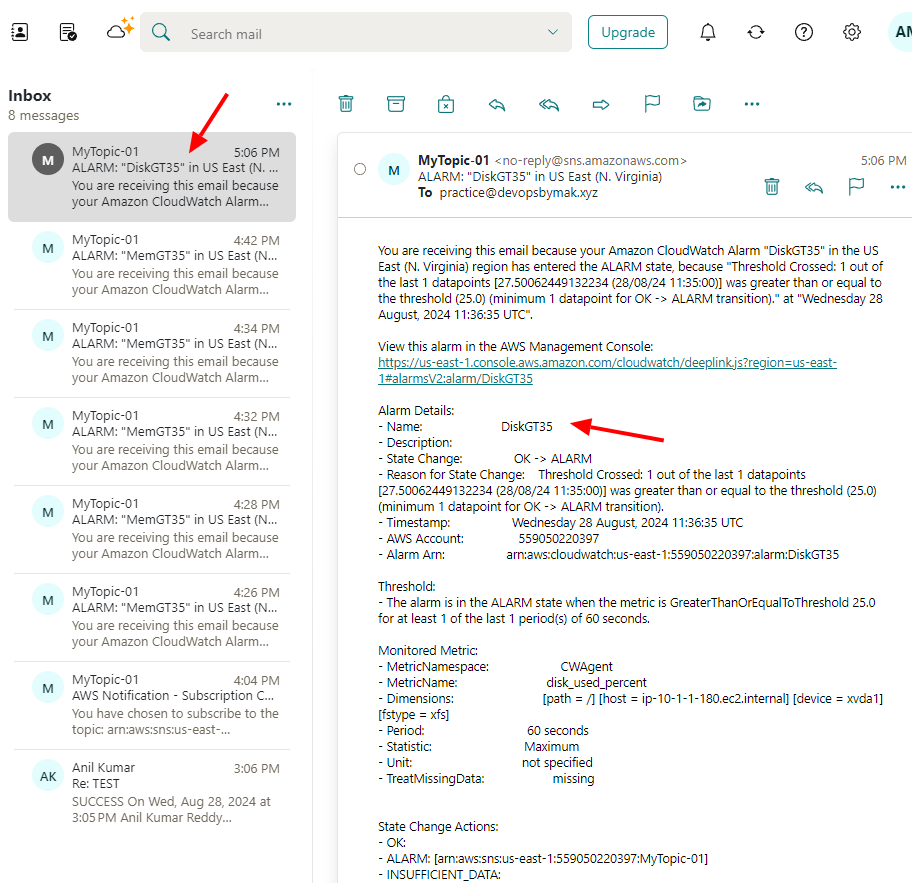 Search mail
Upgrade
AN
Inbox
8 messages
M
MyTopic-01
5:06 PM
ALARM: "DiskGT35" in US East (N. ...
You are receiving this email because
your Amazon CloudWatch Alarm...
M
MyTopic-01
4:42 PM
ALARM: "MemGT35" in US East (N...
You are receiving this email because
your Amazon CloudWatch Alarm...
M
MyTopic-01
4:34 PM
ALARM: "MemGT35" in US East (N...
You are receiving this email because
your Amazon CloudWatch Alarm...
M
MyTopic-01
4:32 PM
ALARM: "MemGT35" in US East (N...
You are receiving this email because
your Amazon CloudWatch Alarm...
M
MyTopic-01
4:28 PM
ALARM: "MemGT35" in US East (N...
You are receiving this email because
your Amazon CloudWatch Alarm...
M
MyTopic-01
4:26 PM
ALARM: "MemGT35" in US East (N...
You are receiving this email because
your Amazon CloudWatch Alarm...
M
MyTopic-01
4:04 PM
AWS Notification - Subscription C...
You have chosen to subscribe to the
topic: arn:aws:sns:us-east-...
AK
Anil Kumar
3:06 PM
Re: TEST
SUCCESS On Wed, Aug 28, 2024 at
3:05 PM Anil Kumar Reddy...
M
MyTopic-01 <no-reply@sns.amazonaws.com>
5:06 PM
ALARM: "DiskGT35" in US East (N. Virginia)
To practice@devopsbymak.xyz
You are receiving this email because your Amazon CloudWatch Alarm "DiskGT35" in the US
East (N. Virginia) region has entered the ALARM state, because "Threshold Crossed: 1 out of
the last 1 datapoints [27.50062449132234 (28/08/24 11:35:00)] was greater than or equal to
the threshold (25.0) (minimum 1 datapoint for OK -> ALARM transition)." at "Wednesday 28
August, 2024 11:36:35 UTC".
View this alarm in the AWS Management Console:
https://us-east-1.console.aws.amazon.com/cloudwatch/deeplink.js?region=us-east-
1#alarmsV2:alarm/DiskGT35
Alarm Details:
- Name: DiskGT35
- Description:
- State Change: OK -> ALARM
- Reason for State Change: Threshold Crossed: 1 out of the last 1 datapoints
[27.50062449132234 (28/08/24 11:35:00)] was greater than or equal to the threshold (25.0)
(minimum 1 datapoint for OK -> ALARM transition).
- Timestamp: Wednesday 28 August, 2024 11:36:35 UTC
- AWS Account: 559050220397
- Alarm Arn: arn:aws:cloudwatch:us-east-1:559050220397:alarm:DiskGT35
Threshold:
- The alarm is in the ALARM state when the metric is GreaterThanOrEqualToThreshold 25.0
for at least 1 of the last 1 period(s) of 60 seconds.
Monitored Metric:
- MetricNamespace: CWAgent
- MetricName: disk_used_percent
- Dimensions: [path = /] [host = ip-10-1-1-180.ec2.internal] [device = xvda1]
[fstype = xfs]
- Period: 60 seconds
- Statistic: Maximum
- Unit: not specified
- TreatMissingData: missing
State Change Actions:
- OK:
- ALARM: [arn:aws:sns:us-east-1:559050220397:MyTopic-01]
- INSUFFICIENT_DATA: